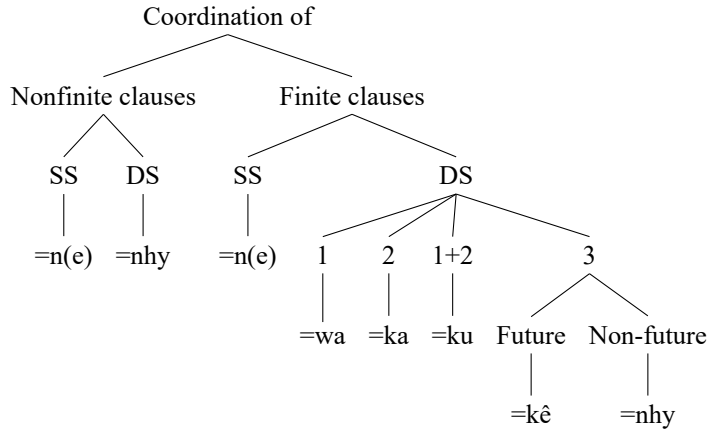 Coordination of
Nonfinite clauses Finite clauses
SS DS SS DS
=n(e) =nhy =n(e) 1 2 1+2 3
=wa =ka =ku Future Non-future
=kê =nhy